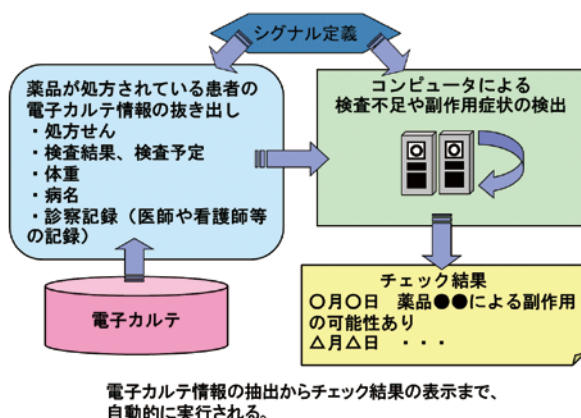 シグナル定義
薬品が処方されている患者の
電子カルテ情報の抜き出し
・処方せん
・検査結果、検査予定
・体重
・病名
・診察記録（医師や看護師等
の記録）
電子カルテ
コンピュータによる
検査不足や副作用症状の検出
チェック結果
〇月〇日　薬品●●による副作用
の可能性あり
△月△日　・・・
電子カルテ情報の抽出からチェック結果の表示まで、
自動的に実行される。